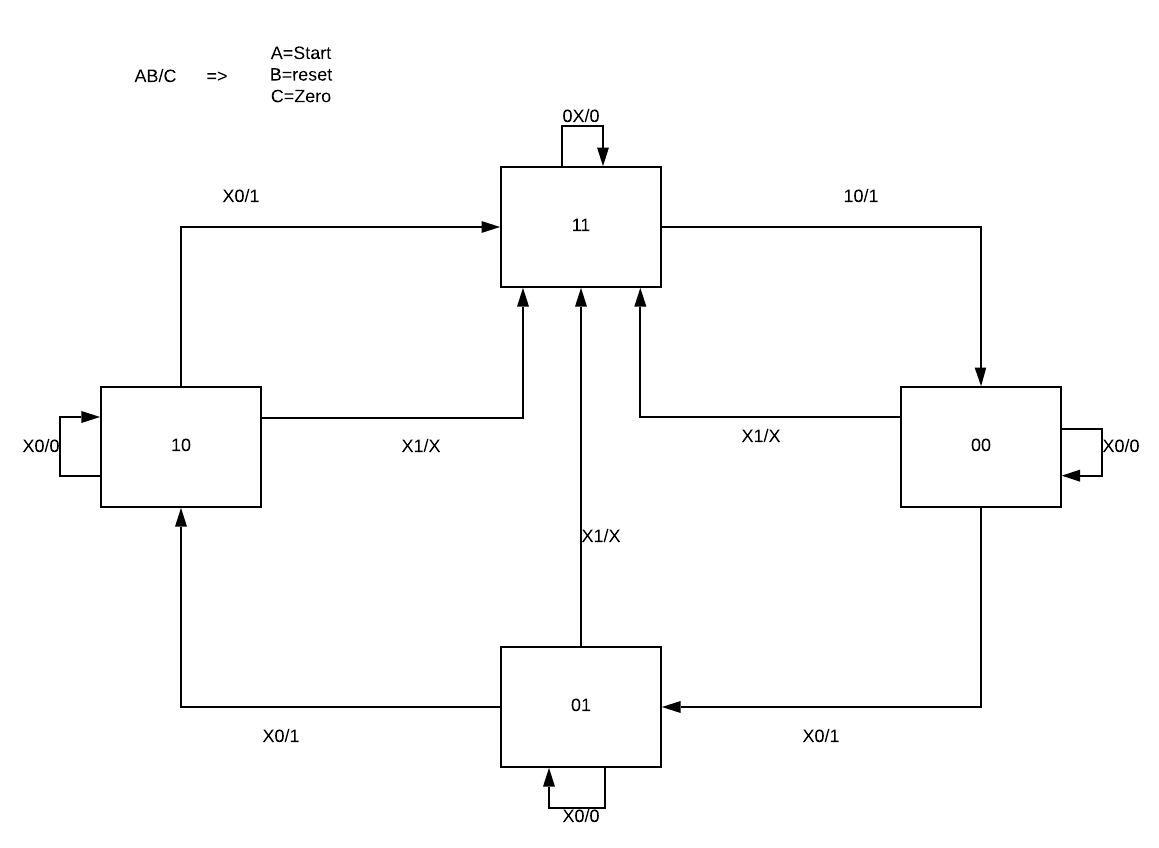 A=Start
AB/C => B=reset
C=Zero
0X/0
X0/1
10/1
11
X1/X
X1/X
X0/0
10
00
X0/0
X1/X
01
X0/1
X0/1
X0/0